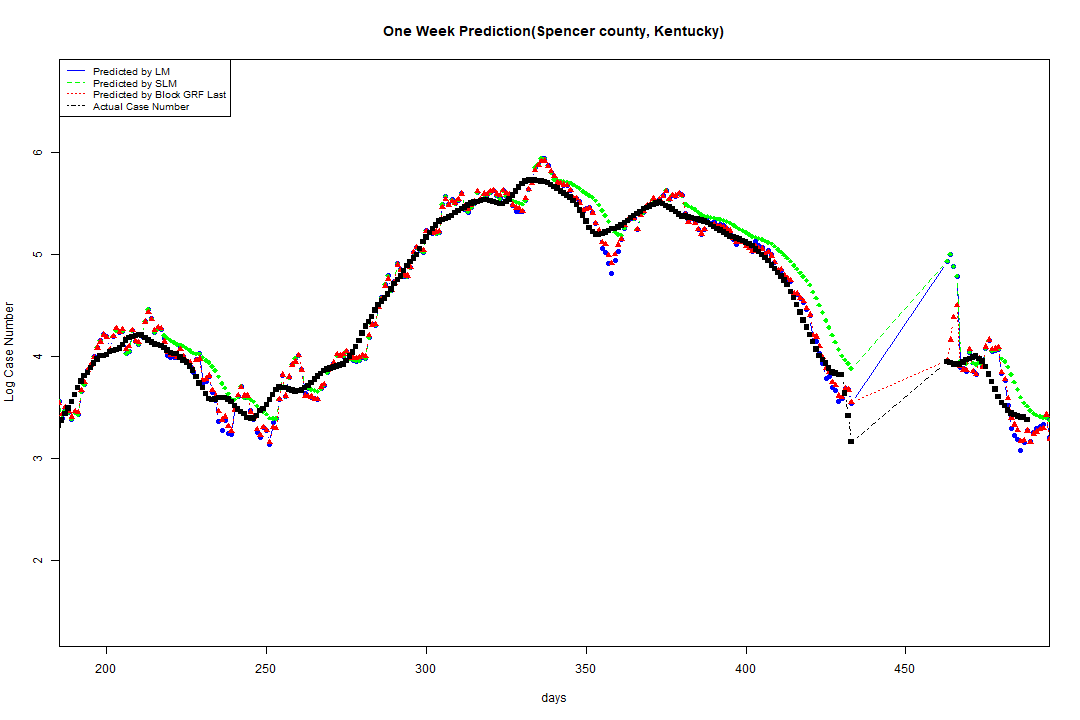 One Week Prediction(Spencer county, Kentucky)
Predicted by LM
Predicted by SLM
Predicted by Block GRF Last
Actual Case Number
6
5
4
3
2
Log Case Number
200 250 300 350 400 450
days